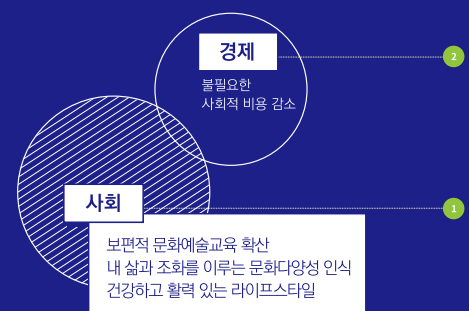 경제
2
불필요한
사회적 비용 감소
사회
1
보편적 문화예술교육 확산
내 삶과 조화를 이루는 문화다양성 인식
건강하고 활력 있는 라이프스타일